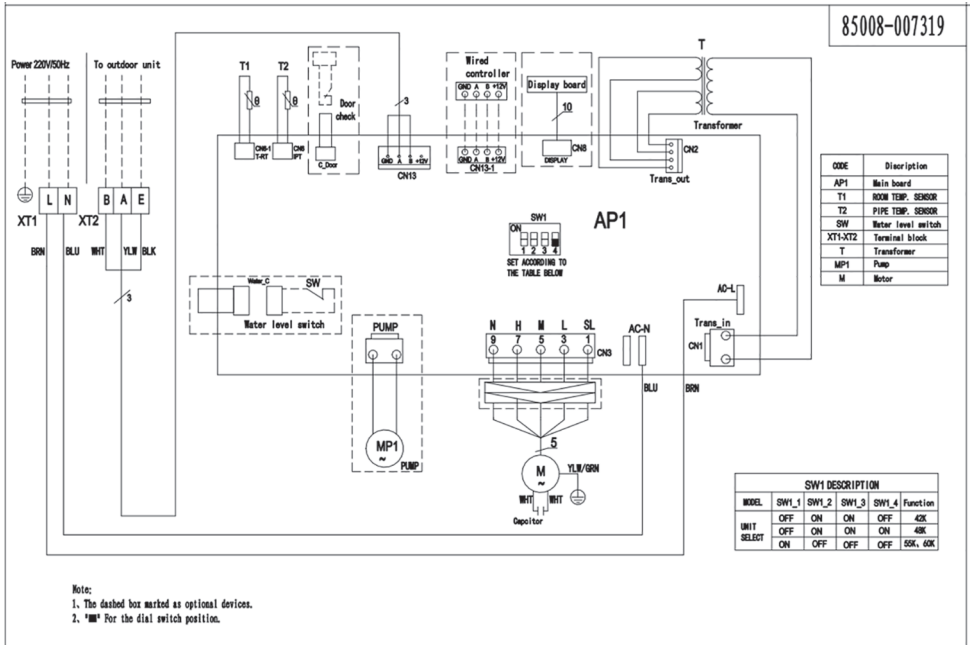 85008-007319
Power 220V/50Hz
To outdoor unit
T1
T2
θ
θ
Door
check
3
CN6-1
T-RT
CN6
IPT
C_Door
GND A B +12V
CN13
Wired
controller
GND A B +12V
GND A B +12V
CN13-1
Display board
10
CN8
DISPLAY
T
Transformer
CN2
Trans_out
XT1
L N
XT2
B A E
BRN
BLU
WHT
YLW
BLK
3
SW1
ON
1 2 3 4
SET ACCORDING TO
THE TABLE BELOW
AP1
CODE Discription
AP1 Main board
T1 ROOM TEMP. SENSOR
T2 PIPE TEMP. SENSOR
SW Water level switch
XT1-XT2 Terminal block
T Transformer
MP1 Pump
M Motor
Water_C
SW
Water level switch
PUMP
MP1
~
PUMP
N H M L SL
9 7 5 3 1
CN3
AC-N
AC-L
Trans_in
CN1
BLU
BRN
5
M
~
YLW/GRN
WHT
WHT
Capcitor
SW1 DESCRIPTION
MODEL SW1_1 SW1_2 SW1_3 SW1_4 Function
UNIT
SELECT
OFF ON ON OFF 42K
OFF ON ON ON 48K
ON OFF OFF OFF 55K、60K
Note:
1、The dashed box marked as optional devices.
2、"■■" For the dial switch position.